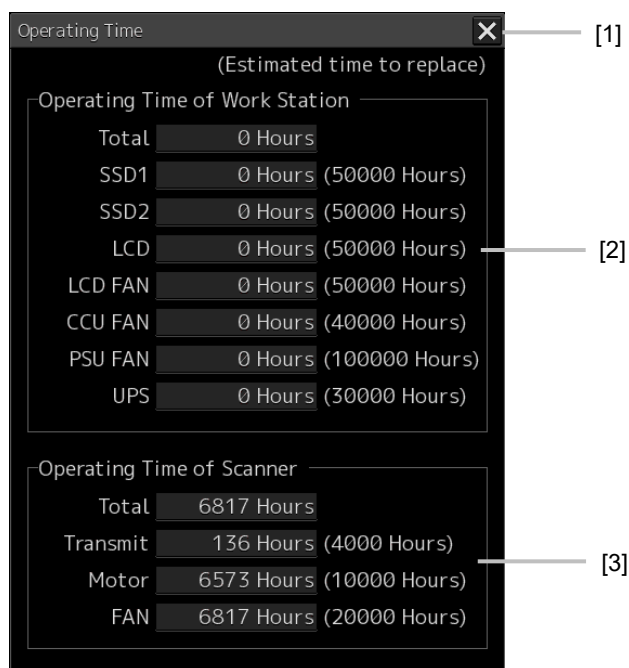 Operating Time
[1]
(Estimated time to replace)
Operating Time of Work Station
Total 0 Hours
SSD1 0 Hours (50000 Hours)
SSD2 0 Hours (50000 Hours)
LCD 0 Hours (50000 Hours)
[2]
LCD FAN 0 Hours (50000 Hours)
CCU FAN 0 Hours (40000 Hours)
PSU FAN 0 Hours (100000 Hours)
UPS 0 Hours (30000 Hours)
Operating Time of Scanner
Total 6817 Hours
Transmit 136 Hours (4000 Hours)
[3]
Motor 6573 Hours (10000 Hours)
FAN 6817 Hours (20000 Hours)